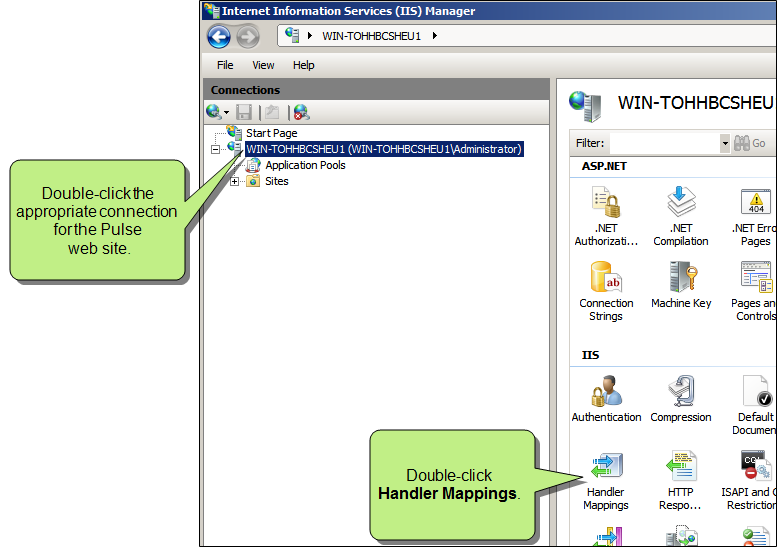 Internet Information Services (IIS) Manager
WIN-TOHHBCSHEU1
File View Help
Connections
Start Page
WIN-TOHHBCSHEU1 (WIN-TOHHBCSHEU1\Administrator)
Application Pools
Sites
Double-click the
appropriate connection
for the Pulse
web site.
WIN-TOHHBCSHEU
Filter: Go
ASP.NET
.NET
Authorizati...
.NET
Compilation
404
.NET Erro
Pages
ab
Connection
Strings
Machine Key
Pages an
Controls
IIS
Authentication
Compression
Default
Documen
Double-click
Handler Mappings.
Handler
Mappings
HTTP
Respo...
CGI
ISAPI and C
Restriction